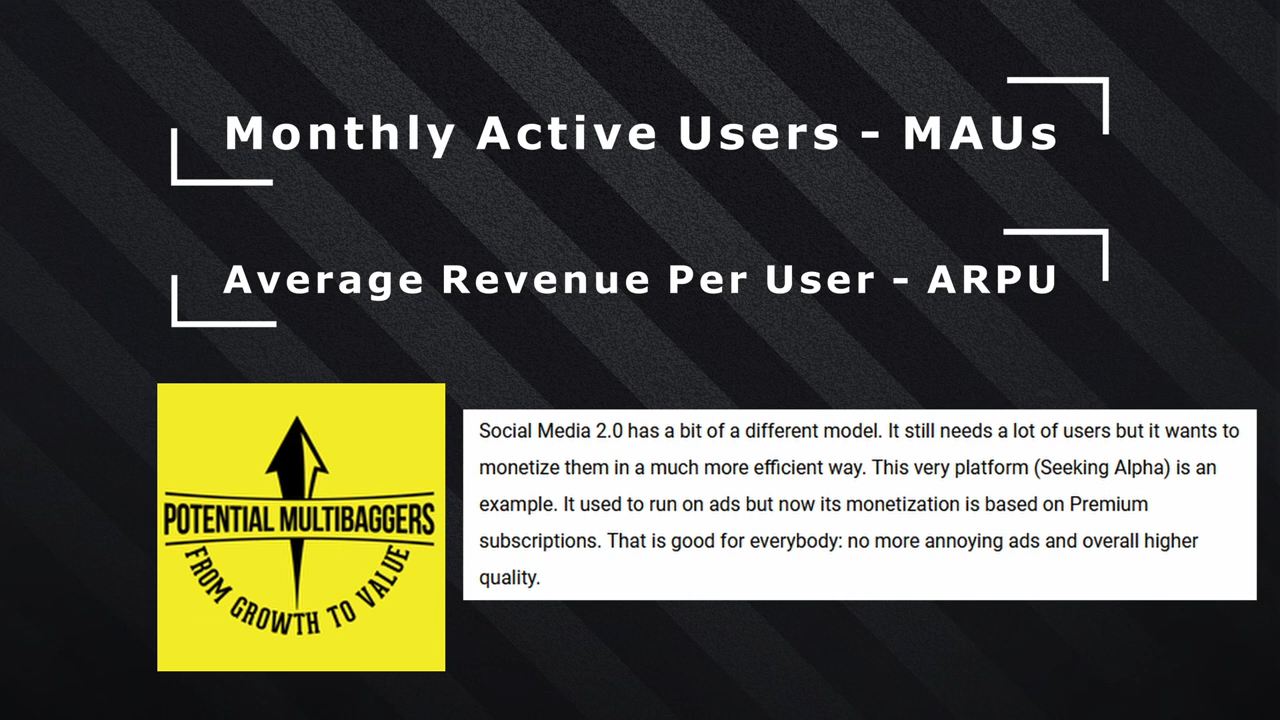 Monthly Active Users - MAUs
Average Revenue Per User - ARPU
POTENTIAL MULTIBAGGERS
FROM GROWTH TO VALUE
Social Media 2.0 has a bit of a different model. It still needs a lot of users but it wants to
monetize them in a much more efficient way. This very platform (Seeking Alpha) is an
example. It used to run on ads but now its monetization is based on Premium
subscriptions. That is good for everybody: no more annoying ads and overall higher
quality.